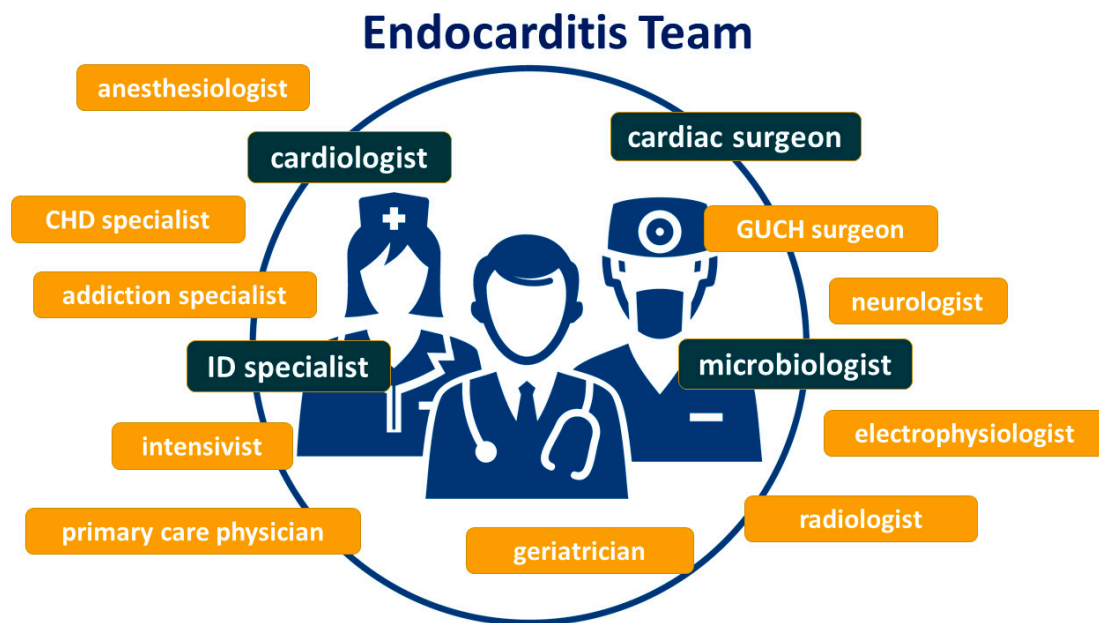 Endocarditis Team
anesthesiologist
cardiologist
cardiac surgeon
CHD specialist
GUCH surgeon
addiction specialist
neurologist
ID specialist
microbiologist
intensivist
electrophysiologist
primary care physician
geriatrician
radiologist